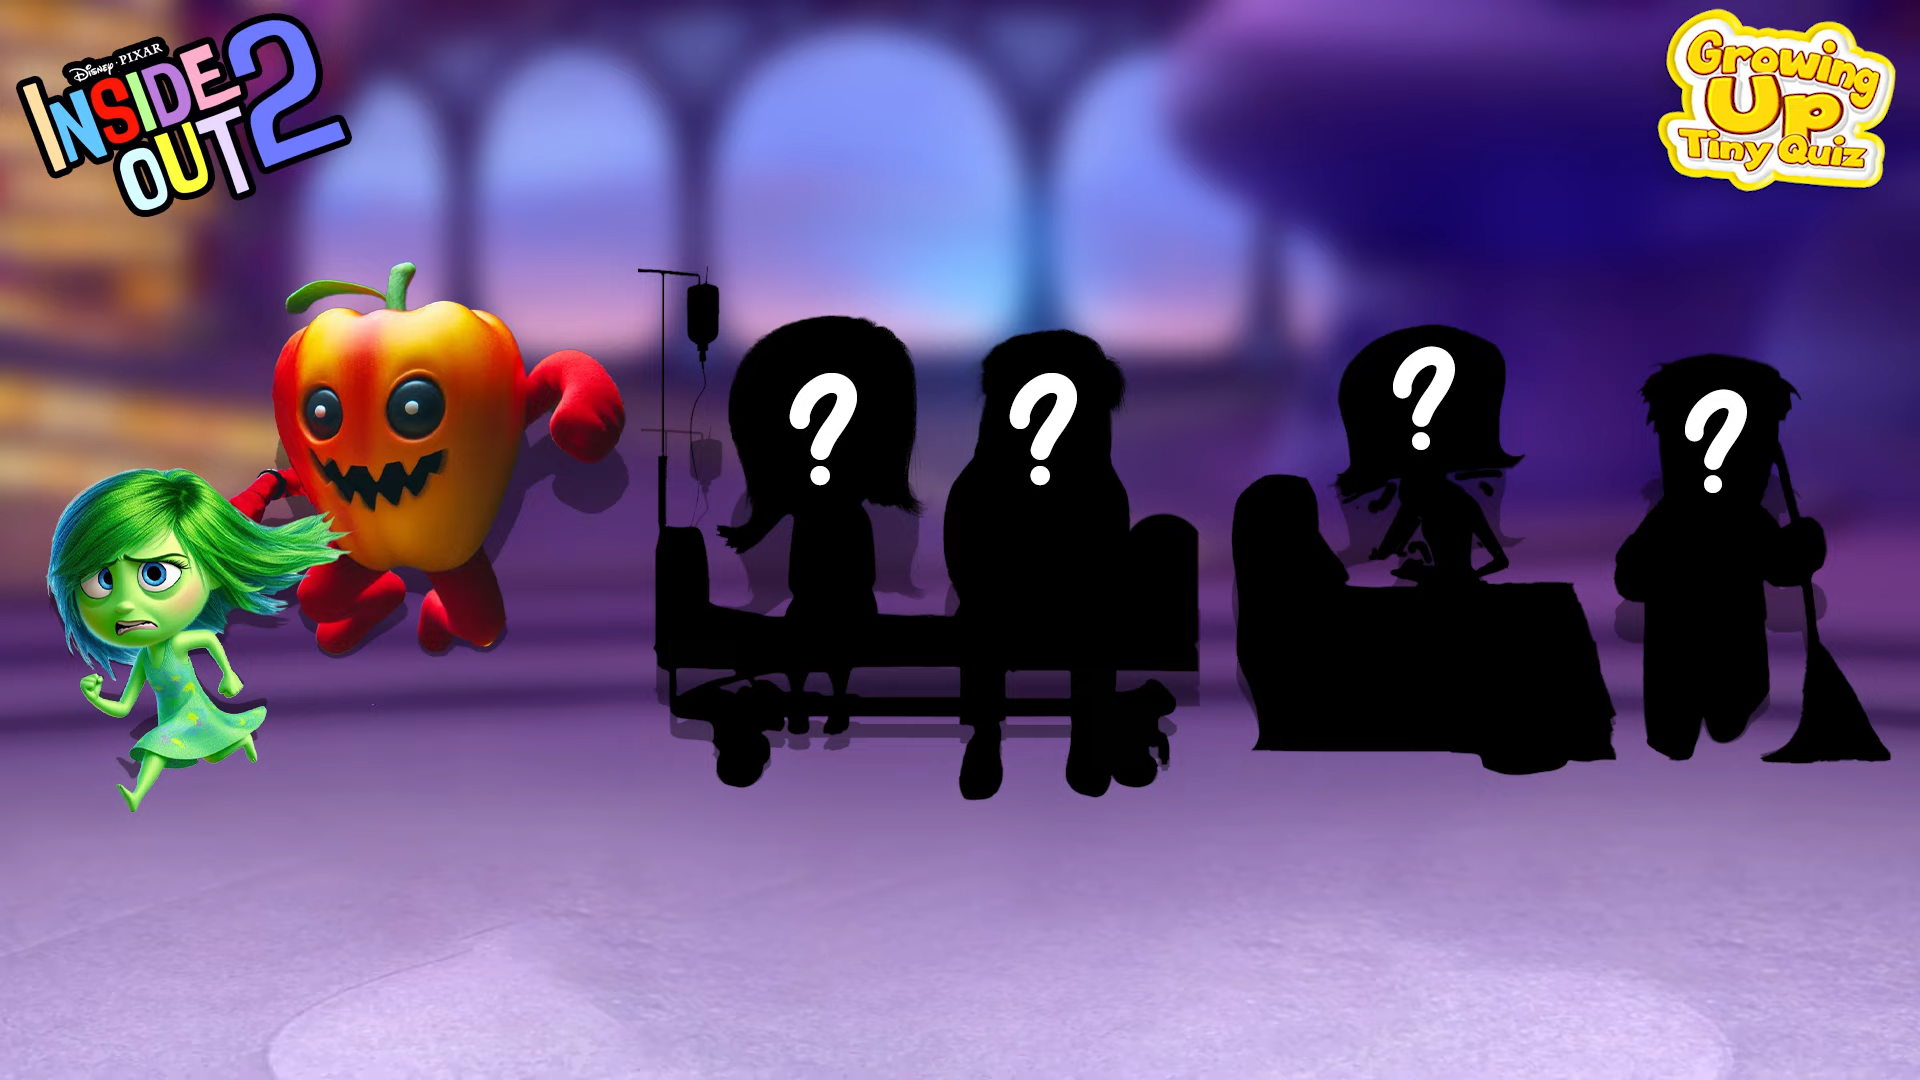 Disney · PIXAR
INSIDE
OUT 2
Growing
Up
Tiny Quiz
?
?
?
?